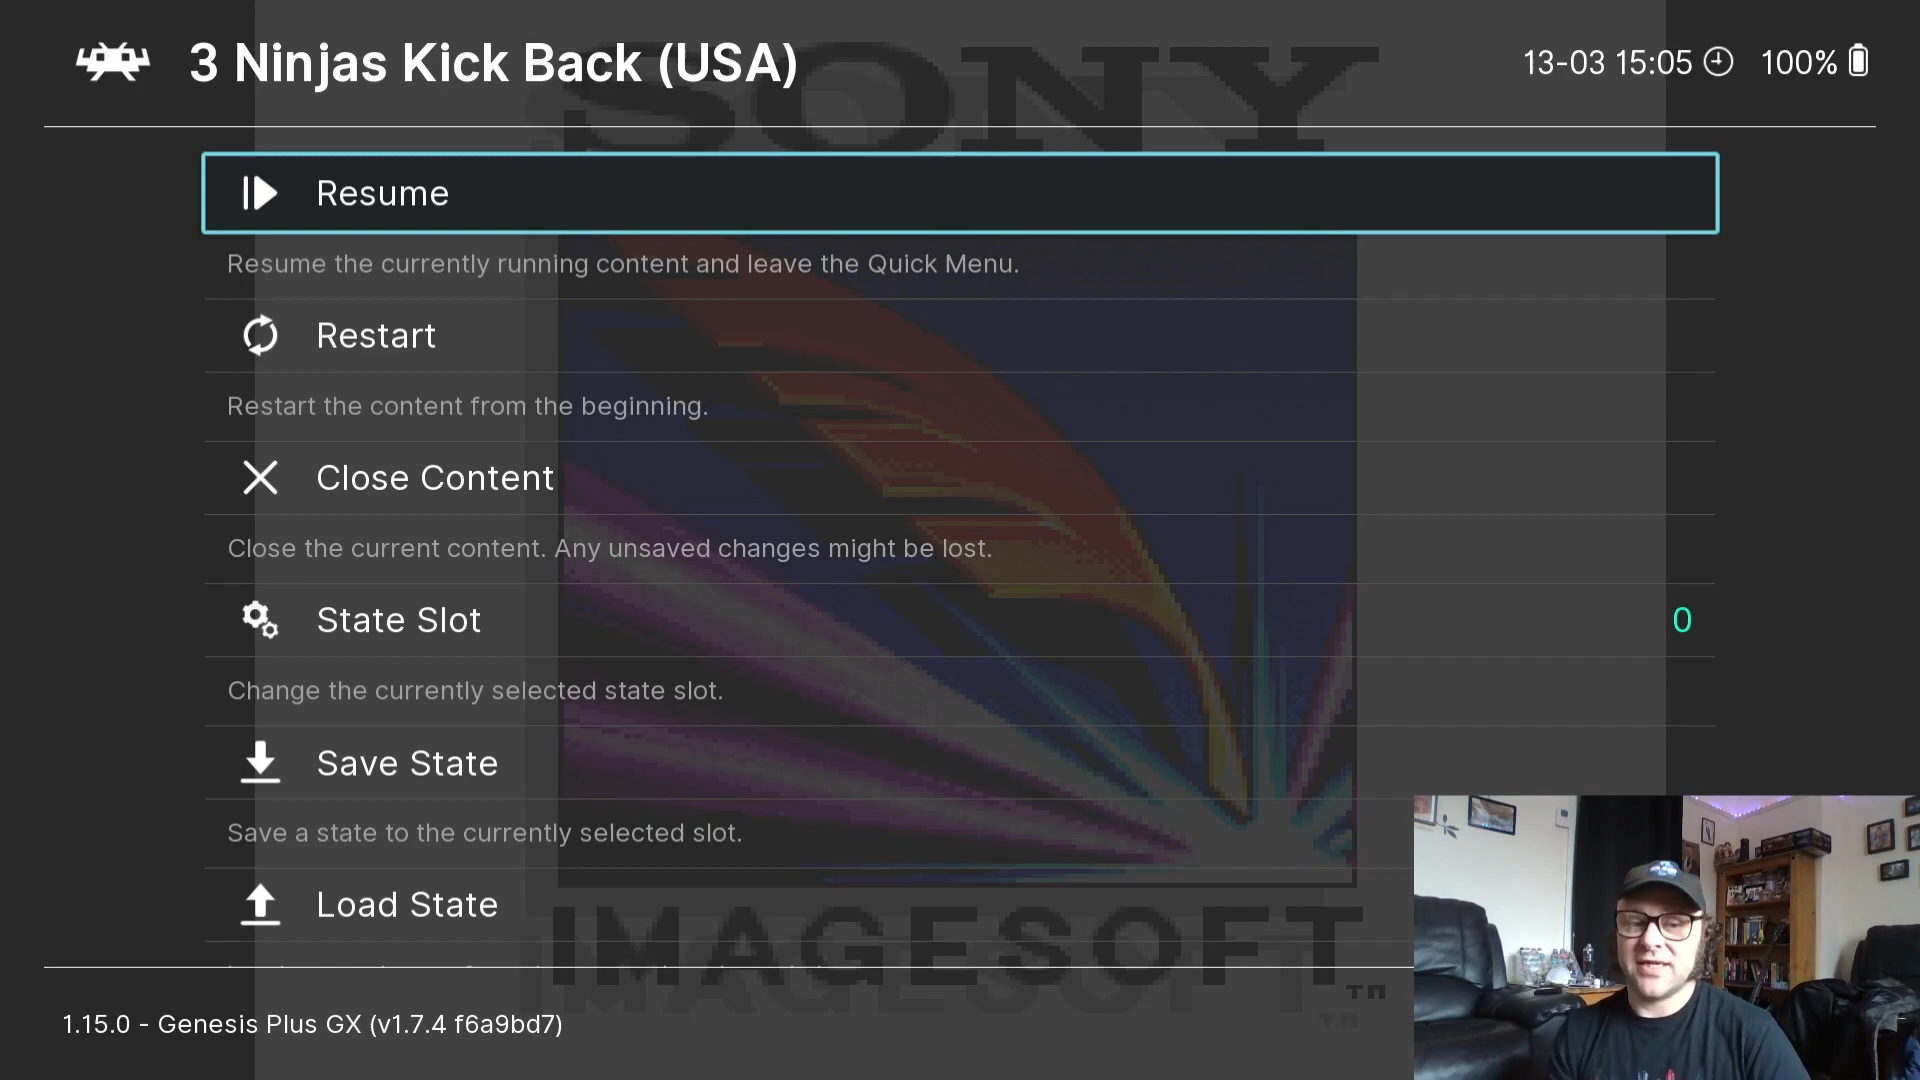 3 Ninjas Kick Back (USA)
13-03 15:05
100%
SONY
Resume
Resume the currently running content and leave the Quick Menu.
Restart
Restart the content from the beginning.
Close Content
Close the current content. Any unsaved changes might be lost.
State Slot
0
Change the currently selected state slot.
Save State
Save a state to the currently selected slot.
Load State
IMAGESOFT
TM
1.15.0 - Genesis Plus GX (v1.7.4 f6a9bd7)